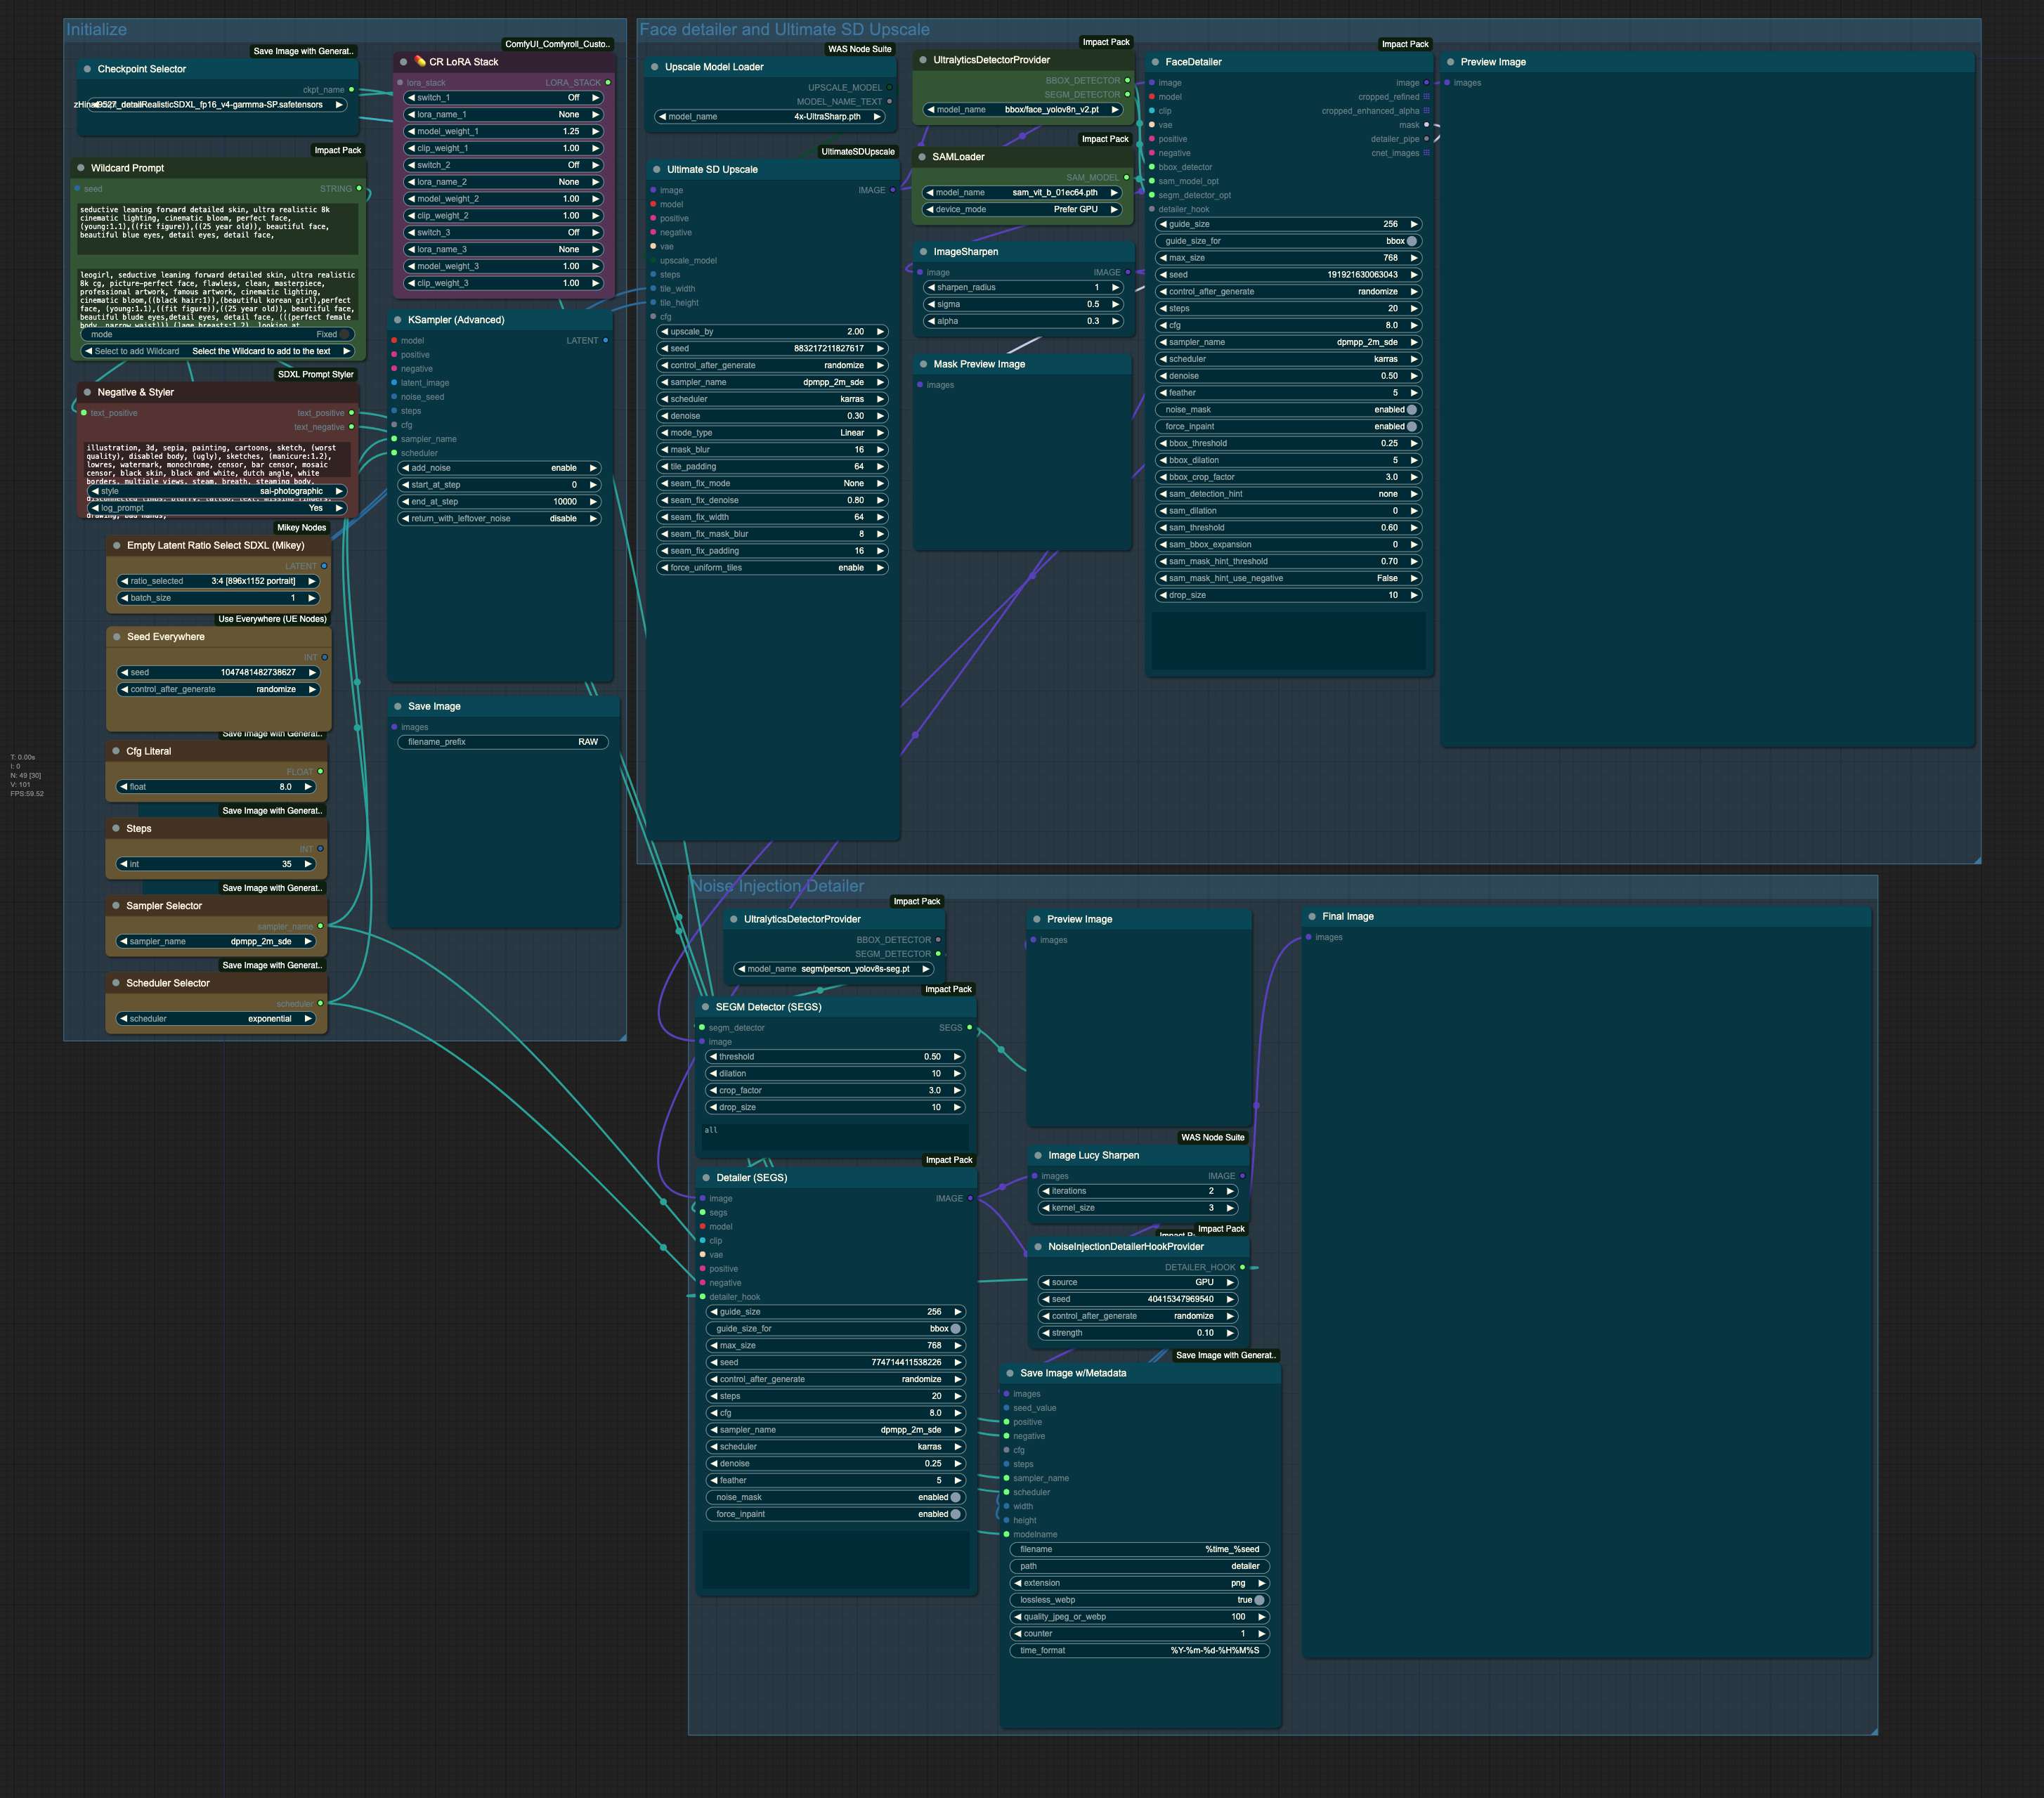 Initialize
Save Image with Generat..
Checkpoint Selector
ckpt_name
ComfyUI_Comfyroll_Custo..
CR LoRA Stack
lora_stack LORA_STACK
switch_1 Off
lora_name_1 None
model_weight_1 1.25
clip_weight_1 1.00
switch_2 Off
lora_name_2 None
model_weight_2 1.00
clip_weight_2 1.00
switch_3 Off
lora_name_3 None
model_weight_3 1.00
clip_weight_3 1.00
Impact Pack
Wildcard Prompt
seed STRING
seductive leaning forward detailed skin, ultra realistic 8k
cinematic lighting, cinematic bloom, perfect face,
(young:1.1),((fit figure)),((25 year old)), beautiful face,
beautiful blue eyes, detail eyes, detail face,
leogirl, seductive leaning forward detailed skin, ultra realistic
8k cg, picture-perfect face, flawless, clean, masterpiece,
professional artwork, famous artwork, cinematic lighting,
cinematic bloom,((black hair:1)),(beautiful korean girl),perfect
face, (young:1.1),((fit figure)),((25 year old)), beautiful face,
beautiful blude eyes,detail eyes, detail face, (((perfect female
mode Fixed
Select to add Wildcard Select the Wildcard to add to the text
SDXL Prompt Styler
Negative & Styler
text_positive text_positive
text_negative
illustration, 3d, sepia, painting, cartoons, sketch, (worst
quality), disabled body, (ugly), sketches, (manicure:1.2),
lowres, watermark, monochrome, censor, bar censor, mosaic
censor, black skin, black and white, dutch angle, white
borders, multiple views, steam, breath, steaming body,
style sai-photographic
log_prompt Yes
Mikey Nodes
Empty Latent Ratio Select SDXL (Mikey)
LATENT
ratio_selected 3:4 [896x1152 portrait]
batch_size 1
Use Everywhere (UE Nodes)
Seed Everywhere
INT
seed 1047481482738627
control_after_generate randomize
Save Image with Generat..
Cfg Literal
FLOAT
float 8.0
Save Image with Generat..
Steps
INT
int 35
Save Image with Generat..
Sampler Selector
sampler_name
sampler_name dpmpp_2m_sde
Save Image with Generat..
Scheduler Selector
scheduler
scheduler exponential
T: 0.00s
I: 0
N: 49 [30]
V: 101
FPS:59.52
KSampler (Advanced)
model LATENT
positive
negative
latent_image
noise_seed
steps
cfg
sampler_name
scheduler
add_noise enable
start_at_step 0
end_at_step 10000
return_with_leftover_noise disable
Save Image
images
filename_prefix RAW
Face detailer and Ultimate SD Upscale
WAS Node Suite
Upscale Model Loader
UPSCALE_MODEL
MODEL_NAME_TEXT
model_name 4x-UltraSharp.pth
UltimateSDUpscale
Ultimate SD Upscale
image IMAGE
model
positive
negative
vae
upscale_model
steps
tile_width
tile_height
cfg
upscale_by 2.00
seed 883217211827617
control_after_generate randomize
sampler_name dpmpp_2m_sde
scheduler karras
denoise 0.30
mode_type Linear
mask_blur 16
tile_padding 64
seam_fix_mode None
seam_fix_denoise 0.80
seam_fix_width 64
seam_fix_mask_blur 8
seam_fix_padding 16
force_uniform_tiles enable
Impact Pack
UltralyticsDetectorProvider
BBOX_DETECTOR
SEGM_DETECTOR
model_name bbox/face_yolov8n_v2.pt
Impact Pack
SAMLoader
SAM_MODEL
model_name sam_vit_b_01ec64.pth
device_mode Prefer GPU
ImageSharpen
image IMAGE
sharpen_radius 1
sigma 0.5
alpha 0.3
Mask Preview Image
images
Impact Pack
FaceDetailer
image image
model cropped_refined
clip cropped_enhanced_alpha
vae mask
positive detailer_pipe
negative cnet_images
bbox_detector
sam_model_opt
segm_detector_opt
detailer_hook
guide_size 256
guide_size_for bbox
max_size 768
seed 191921630063043
control_after_generate randomize
steps 20
cfg 8.0
sampler_name dpmpp_2m_sde
scheduler karras
denoise 0.50
feather 5
noise_mask enabled
force_inpaint enabled
bbox_threshold 0.25
bbox_dilation 5
bbox_crop_factor 3.0
sam_detection_hint none
sam_dilation 0
sam_threshold 0.60
sam_bbox_expansion 0
sam_mask_hint_threshold 0.70
sam_mask_hint_use_negative False
drop_size 10
Preview Image
images
Noise Injection Detailer
Impact Pack
UltralyticsDetectorProvider
BBOX_DETECTOR
SEGM_DETECTOR
model_name segm/person_yolov8s-seg.pt
Impact Pack
SEGM Detector (SEGS)
segm_detector SEGS
image
threshold 0.50
dilation 10
crop_factor 3.0
drop_size 10
all
Impact Pack
Detailer (SEGS)
image IMAGE
segs
model
clip
vae
positive
negative
detailer_hook
guide_size 256
guide_size_for bbox
max_size 768
seed 774714411538226
control_after_generate randomize
steps 20
cfg 8.0
sampler_name dpmpp_2m_sde
scheduler karras
denoise 0.25
feather 5
noise_mask enabled
force_inpaint enabled
Preview Image
images
WAS Node Suite
Image Lucy Sharpen
images IMAGE
iterations 2
kernel_size 3
Impact Pack
NoiseInjectionDetailerHookProvider
DETAILER_HOOK
source GPU
seed 40415347969540
control_after_generate randomize
strength 0.10
Save Image with Generat..
Save Image w/Metadata
images
seed_value
positive
negative
cfg
steps
sampler_name
scheduler
width
height
modelname
filename %time_%seed
path detailer
extension png
lossless_webp true
quality_jpeg_or_webp 100
counter 1
time_format %Y-%m-%d-%H%M%S
Final Image
images